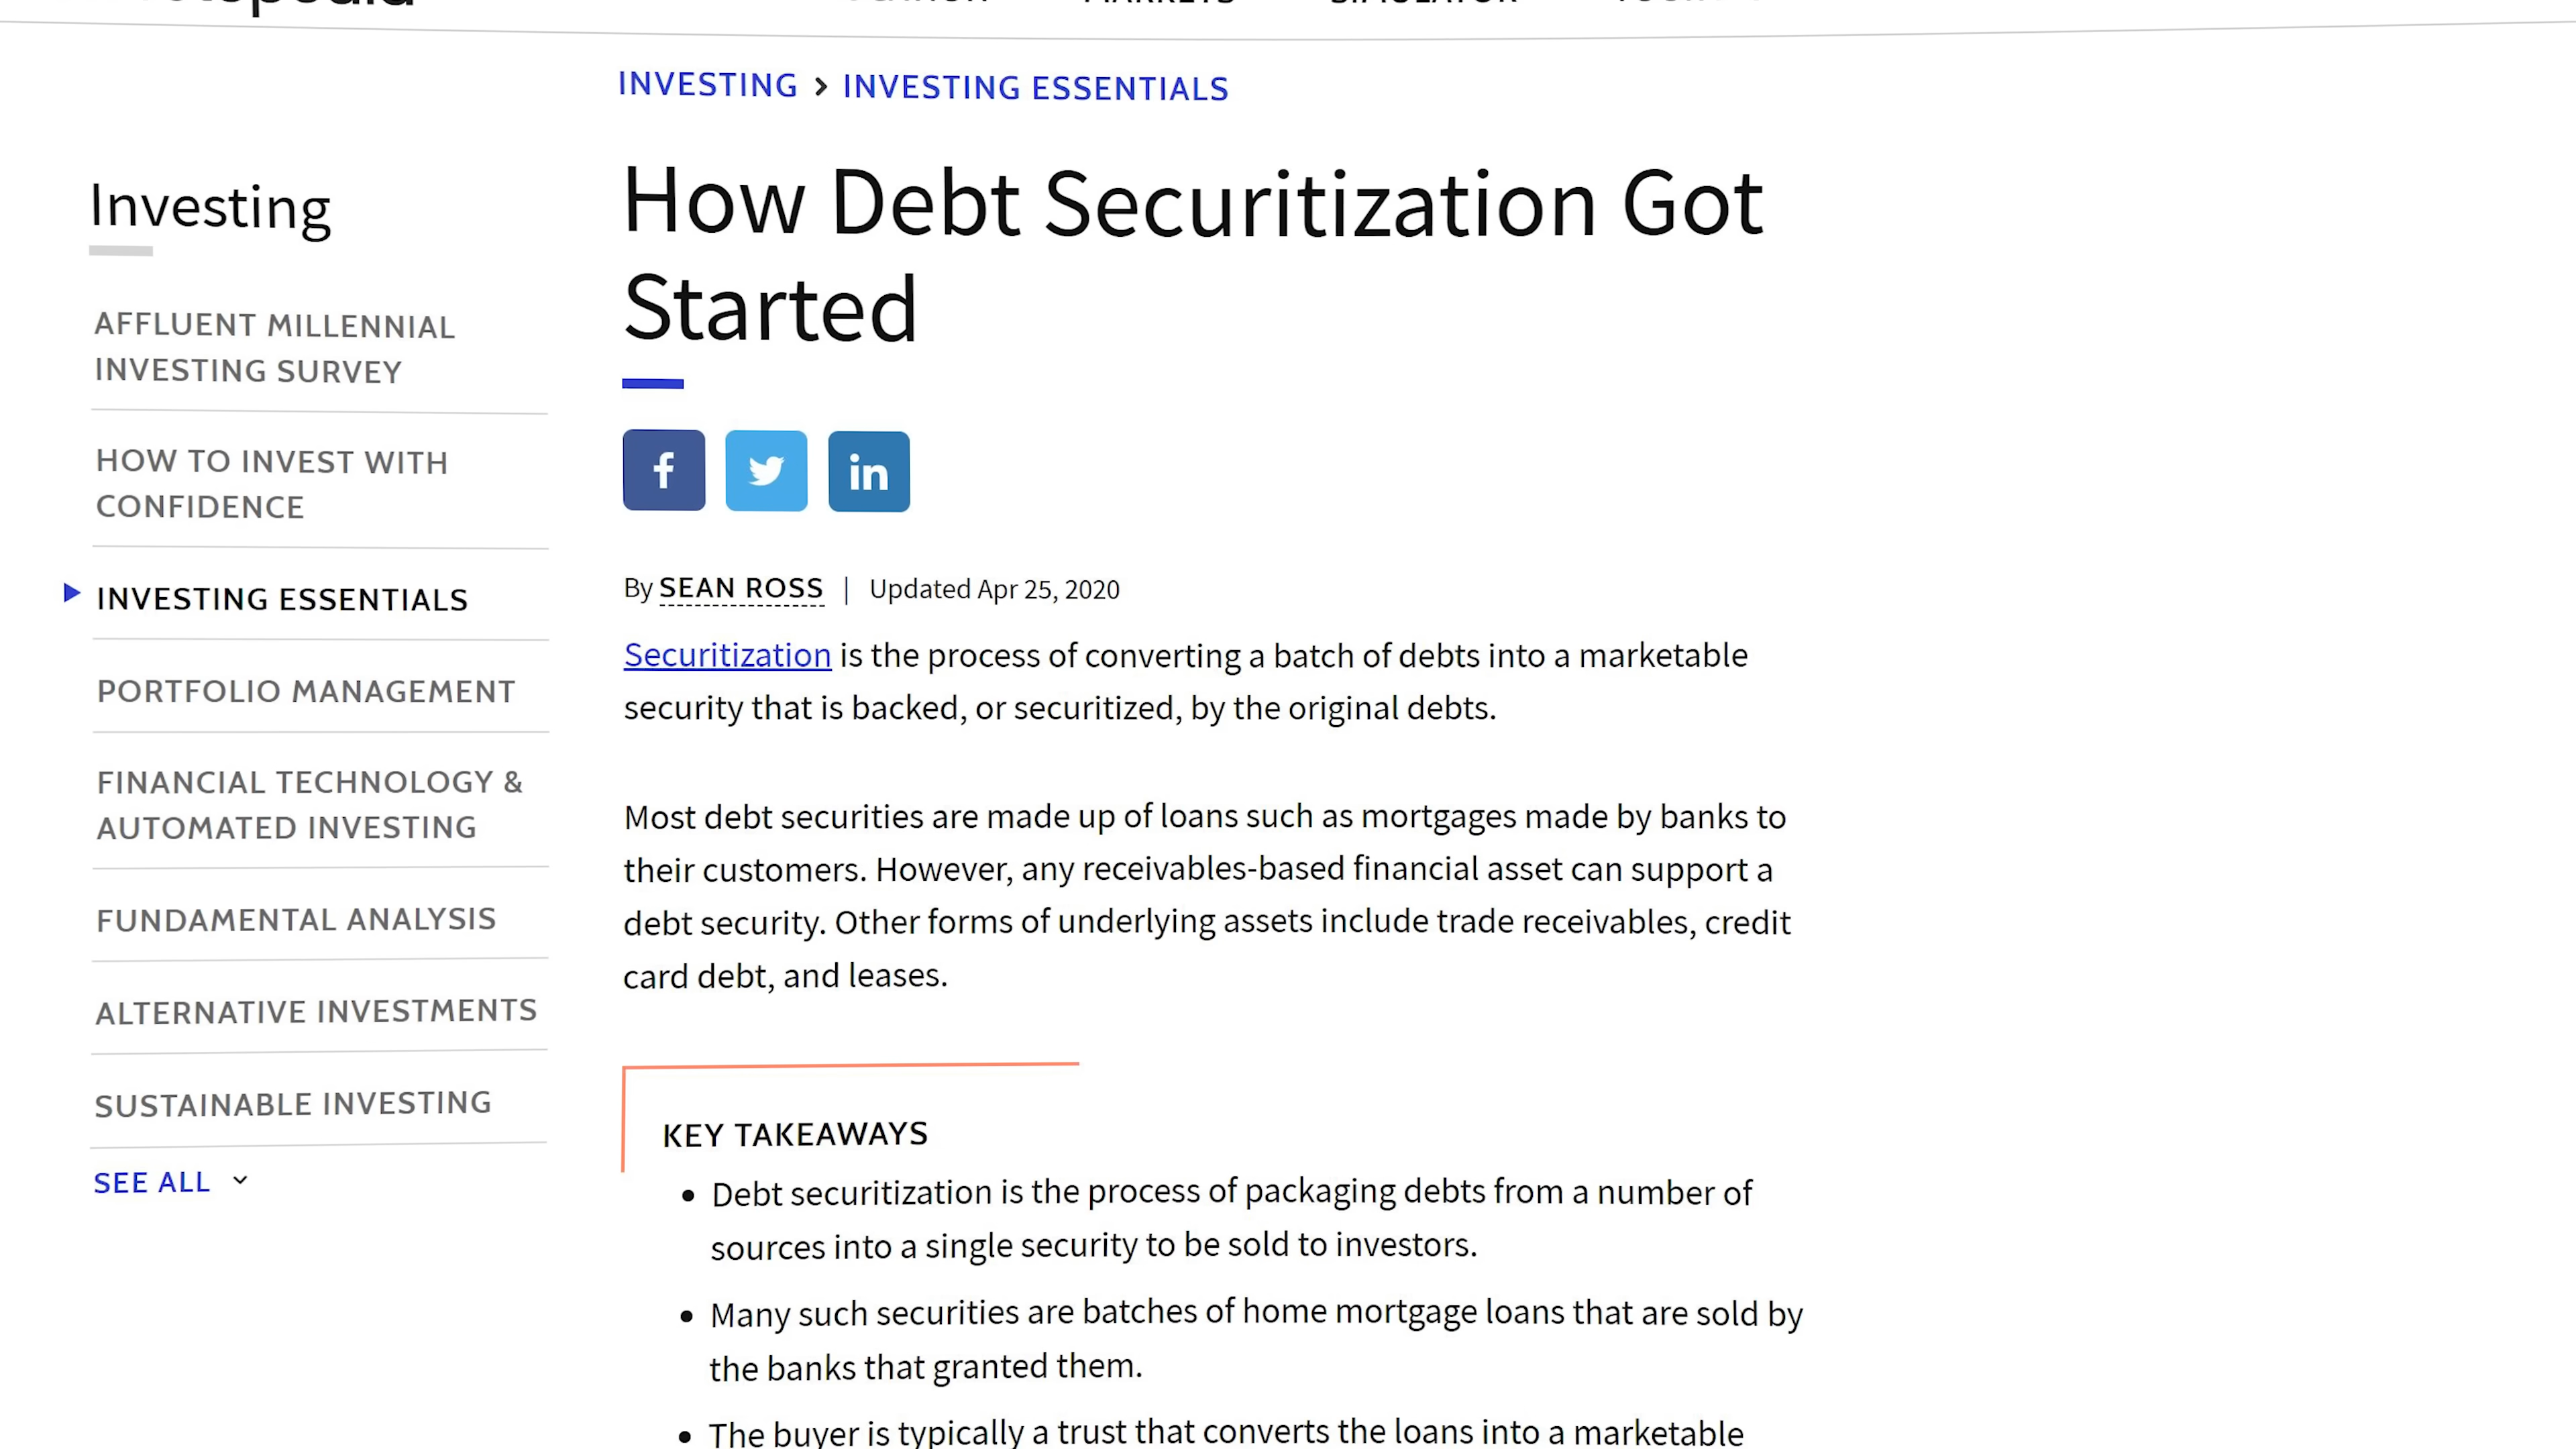 INVESTING > INVESTING ESSENTIALS
How Debt Securitization Got
Started
By SEAN ROSS | Updated Apr 25, 2020
Securitization is the process of converting a batch of debts into a marketable
security that is backed, or securitized, by the original debts.
Most debt securities are made up of loans such as mortgages made by banks to
their customers. However, any receivables-based financial asset can support a
debt security. Other forms of underlying assets include trade receivables, credit
card debt, and leases.
KEY TAKEAWAYS
• Debt securitization is the process of packaging debts from a number of
sources into a single security to be sold to investors.
• Many such securities are batches of home mortgage loans that are sold by
the banks that granted them.
• The buyer is typically a trust that converts the loans into a marketable
Investing
AFFLUENT MILLENNIAL
INVESTING SURVEY
HOW TO INVEST WITH
CONFIDENCE
INVESTING ESSENTIALS
PORTFOLIO MANAGEMENT
FINANCIAL TECHNOLOGY &
AUTOMATED INVESTING
FUNDAMENTAL ANALYSIS
ALTERNATIVE INVESTMENTS
SUSTAINABLE INVESTING
SEE ALL